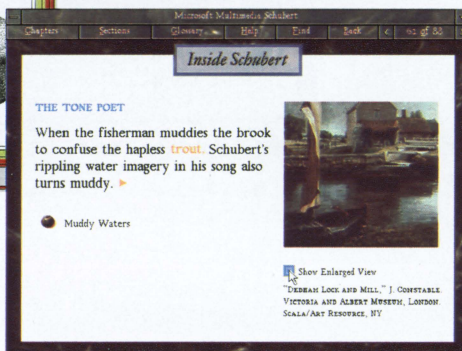 Microsoft Multimedia Schubert
Chapters Sections Glossary Help Find Back < 62 of 88
Inside Schubert
THE TONE POET
When the fisherman muddies the brook
to confuse the hapless trout. Schubert's
rippling water imagery in his song also
turns muddy. ►
Muddy Waters
Show Enlarged View
"Dedham Lock and Mill," J. Constable.
Victoria and Albert Museum, London.
Scala/Art Resource, NY